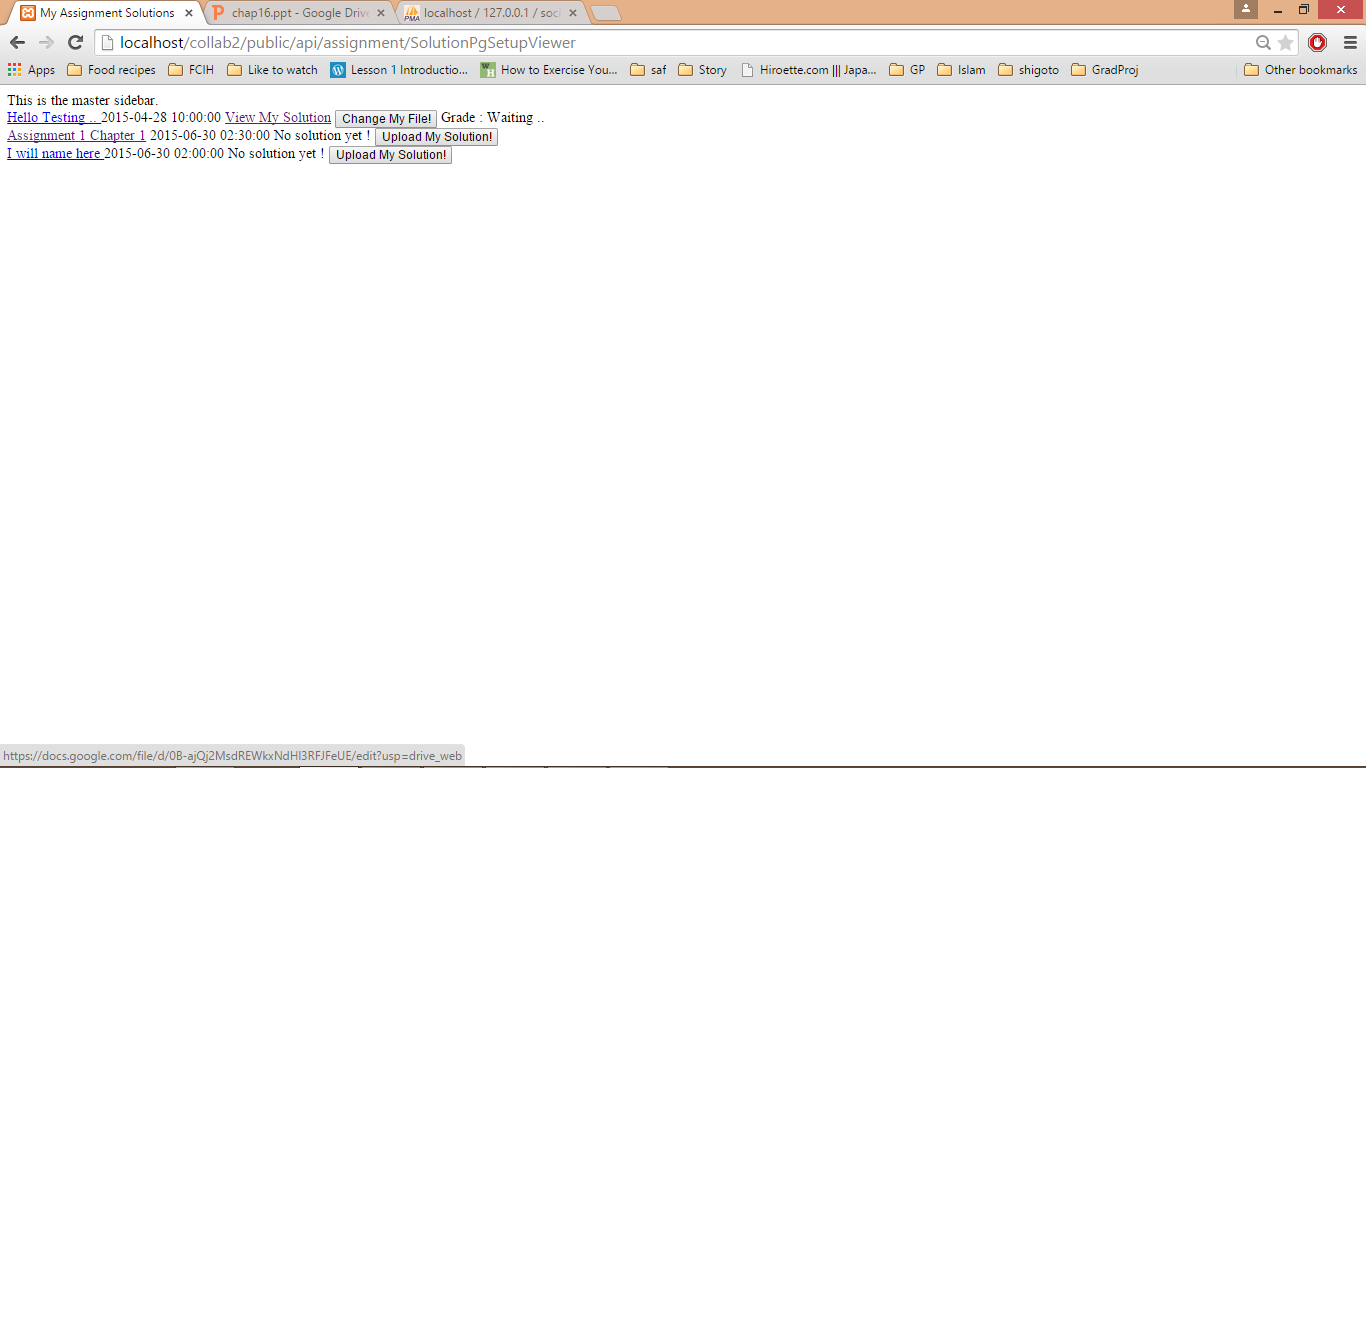 My Assignment Solutions
chap16.ppt - Google Drive
localhost / 127.0.0.1 / soc
localhost/collab2/public/api/assignment/SolutionPgSetupViewer
Apps Food recipes FCIH Like to watch Lesson 1 Introductio... How to Exercise You... saf Story Hiroette.com ||| Japa... GP Islam shigoto GradProj Other bookmarks
This is the master sidebar.
Hello Testing .. 2015-04-28 10:00:00 View My Solution Change My File! Grade : Waiting ..
Assignment 1 Chapter 1 2015-06-30 02:30:00 No solution yet ! Upload My Solution!
I will name here 2015-06-30 02:00:00 No solution yet ! Upload My Solution!
https://docs.google.com/file/d/0B-ajQj2MsdREWkxNdHl3RFJFeUE/edit?usp=drive_web